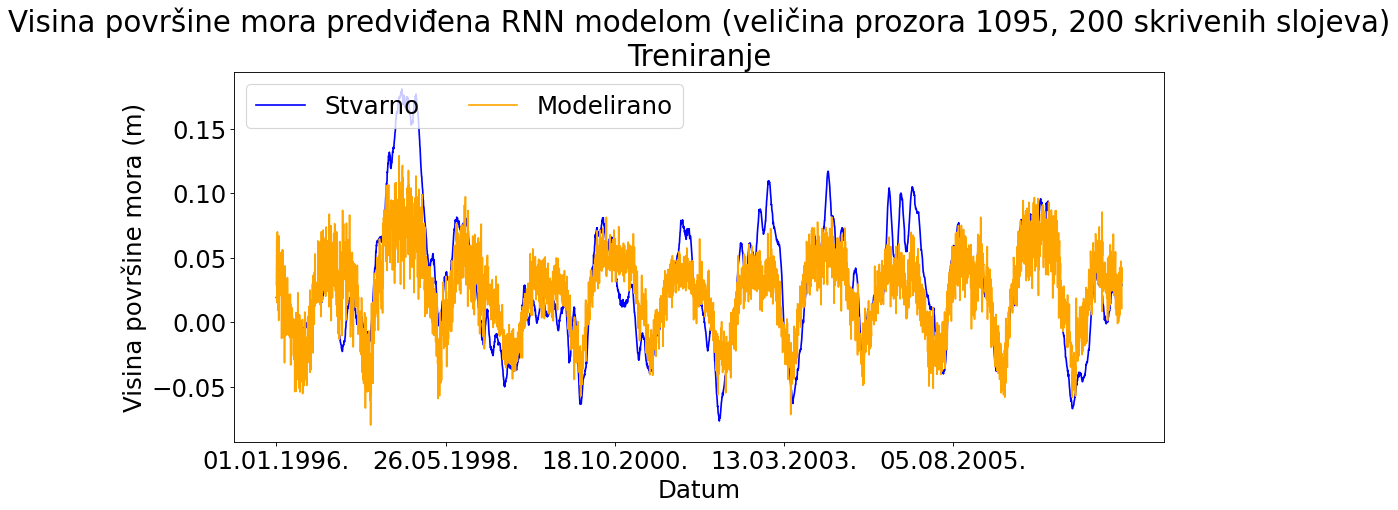 Visina površine mora predviđena RNN modelom (veličina prozora 1095, 200 skrivenih slojeva)
Treniranje
Stvarno
Modelirano
Visina površine mora (m)
0.15
0.10
0.05
0.00
−0.05
01.01.1996.
26.05.1998.
18.10.2000.
13.03.2003.
05.08.2005.
Datum